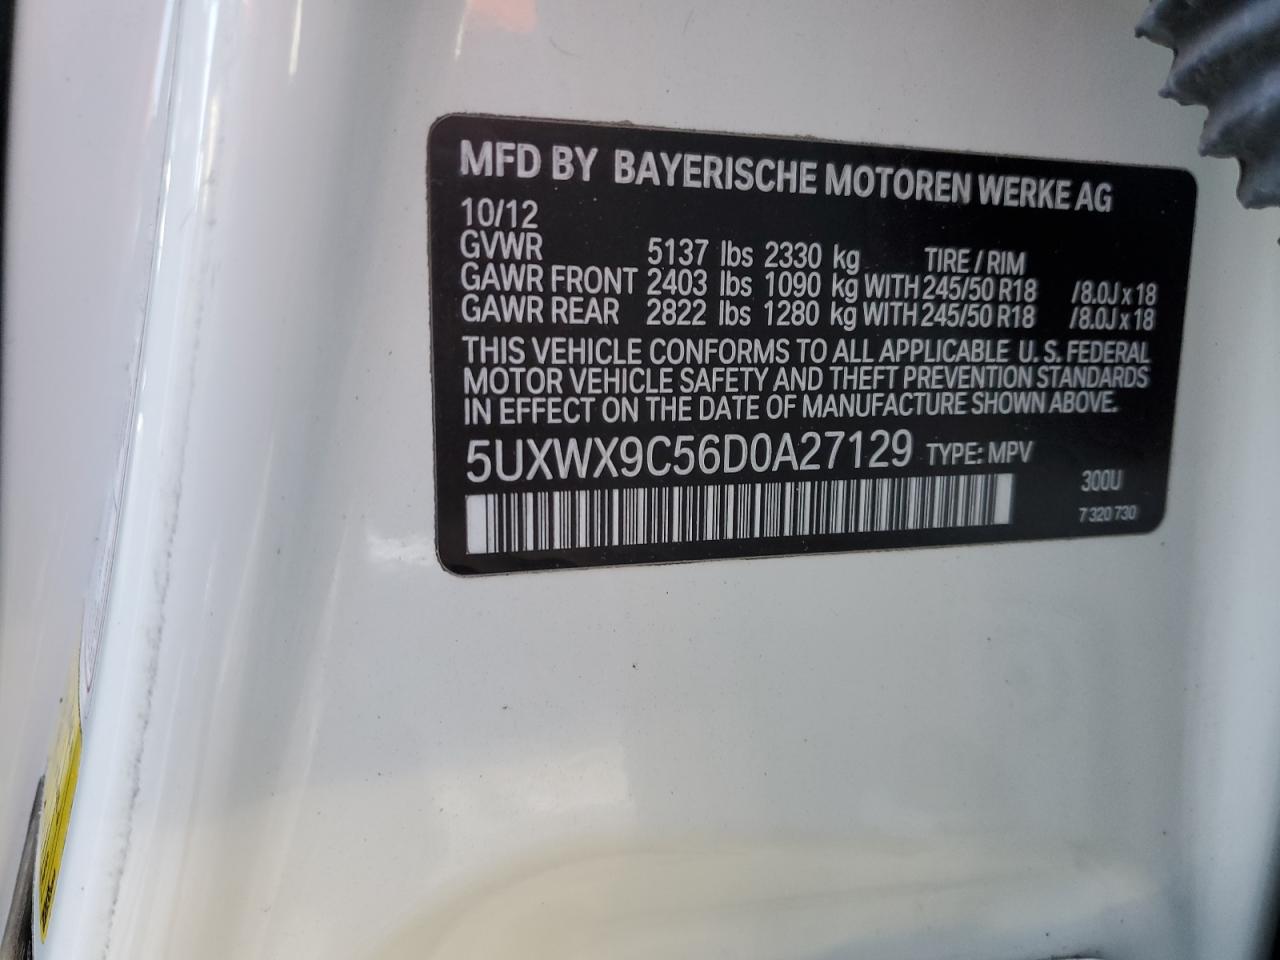 MFD BY BAYERISCHE MOTOREN WERKE AG
10/12
GVWR 5137 lbs 2330 kg TIRE / RIM
GAWR FRONT 2403 lbs 1090 kg WITH 245/50 R18 /8.0J x 18
GAWR REAR 2822 lbs 1280 kg WITH 245/50 R18 /8.0J x 18
THIS VEHICLE CONFORMS TO ALL APPLICABLE U.S. FEDERAL
MOTOR VEHICLE SAFETY AND THEFT PREVENTION STANDARDS
IN EFFECT ON THE DATE OF MANUFACTURE SHOWN ABOVE.
5UXWX9C56D0A27129 TYPE: MPV
300U
7 320 730